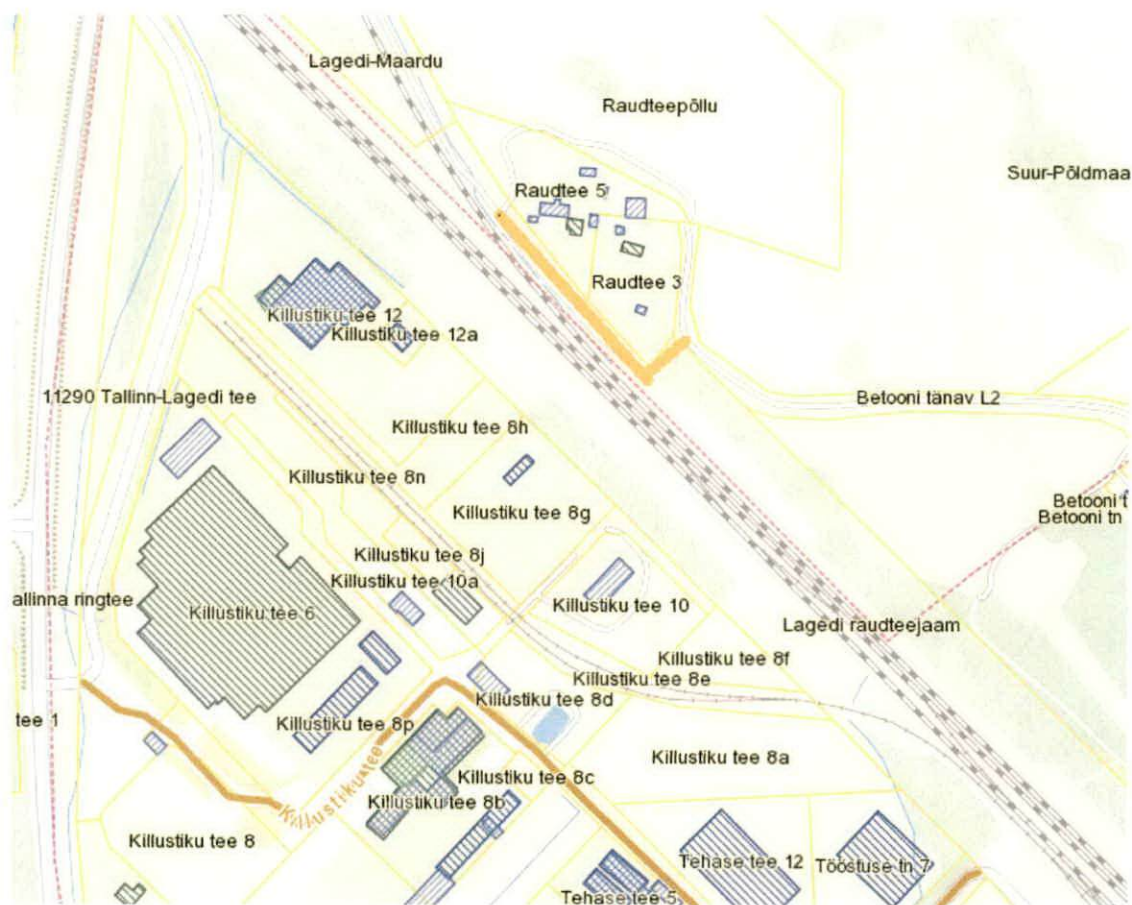 Lagedi-Maardu
Raudteepõllu
Suur-Põldmaa
Raudtee 5
Raudtee 3
Killustiku tee 12
Killustiku tee 12a
11290 Tallinn-Lagedi tee
Betooni tänav L2
Killustiku tee 8h
Killustiku tee 8n
Killustiku tee 8g
Betooni t
Betooni tn
Killustiku tee 8j
Killustiku tee 10a
allinna ringtee
Killustiku tee 6
Killustiku tee 10
Lagedi raudteejaam
Killustiku tee 8f
Killustiku tee 8e
Killustiku tee 8d
tee 1
Killustiku tee 8p
Killustiku tee
Killustiku tee 8a
Killustiku tee 8c
Killustiku tee 8b
Killustiku tee 8
Tehase tee 12
Tööstuse tn 7
Tehase tee 5